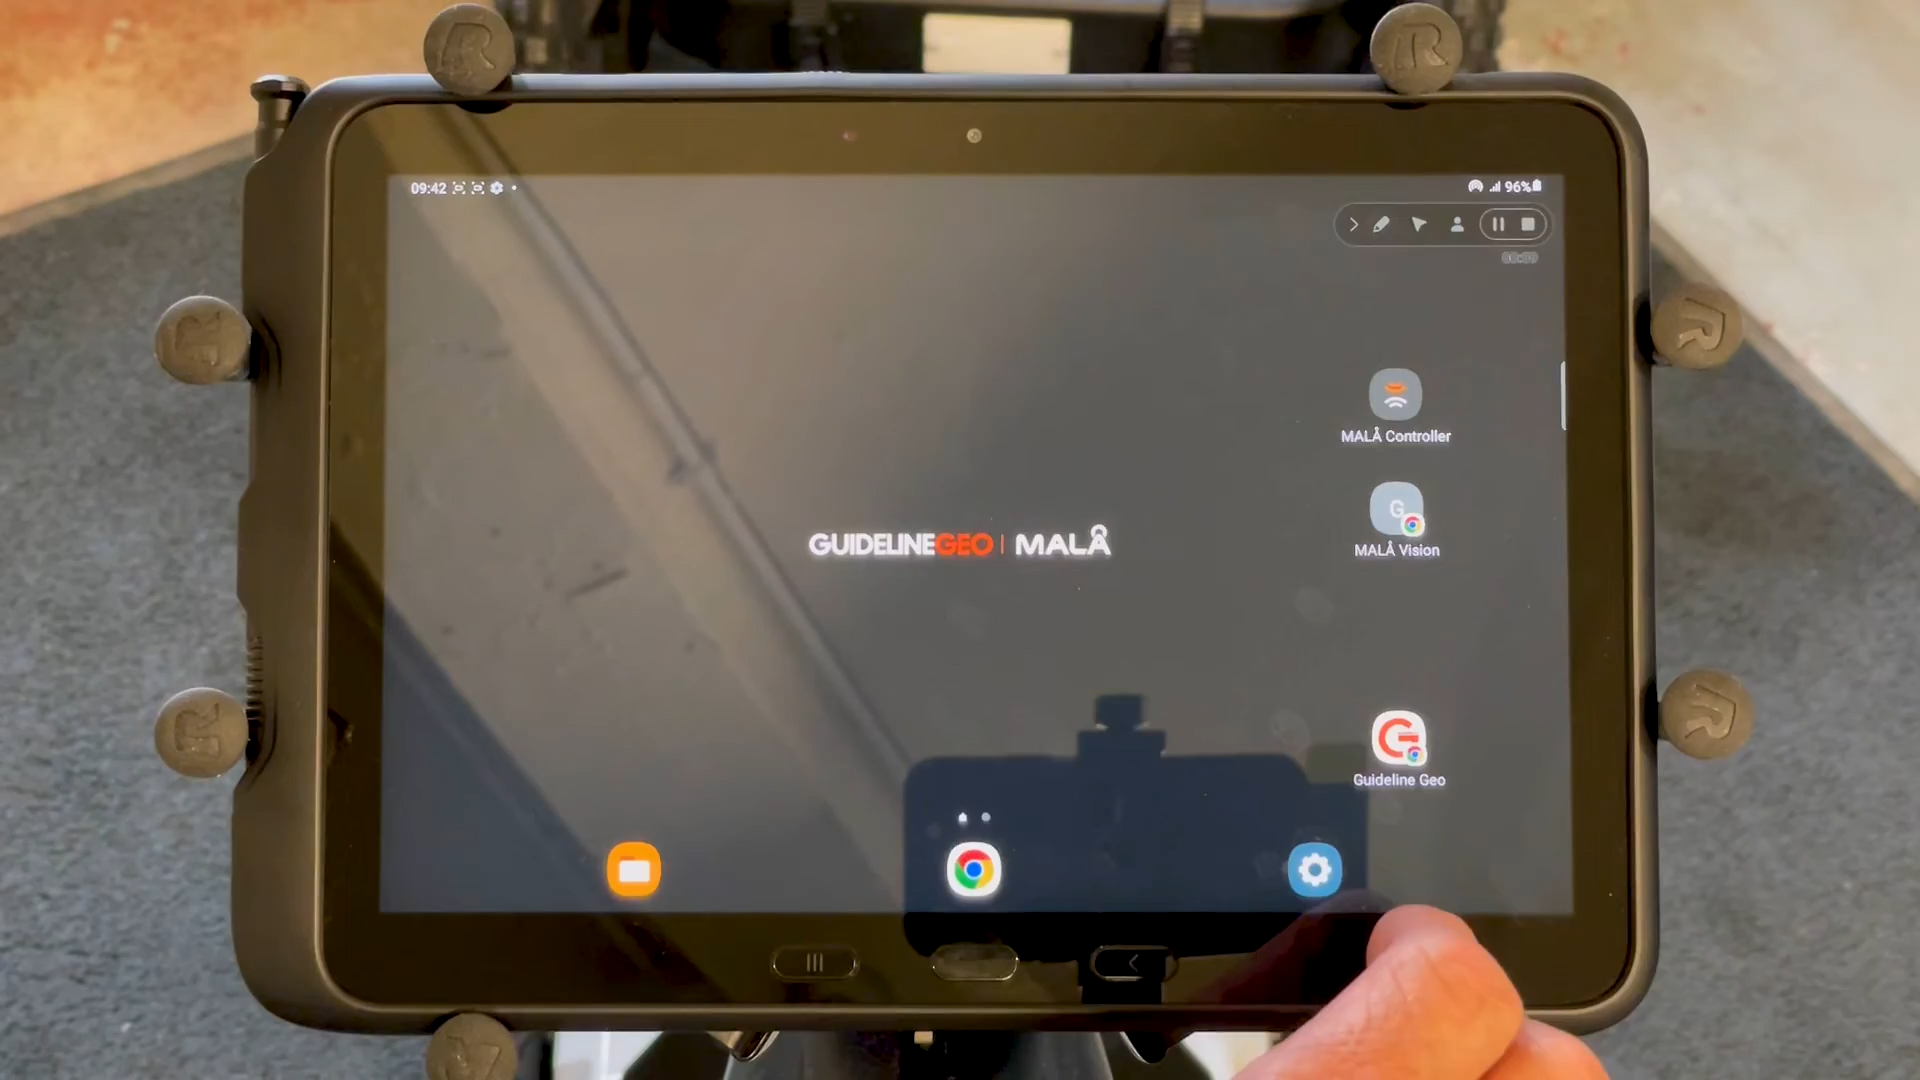 09:42
96%
MALÅ Controller
G
MALÅ Vision
GUIDELINEGEO | MALÅ
Guideline Geo